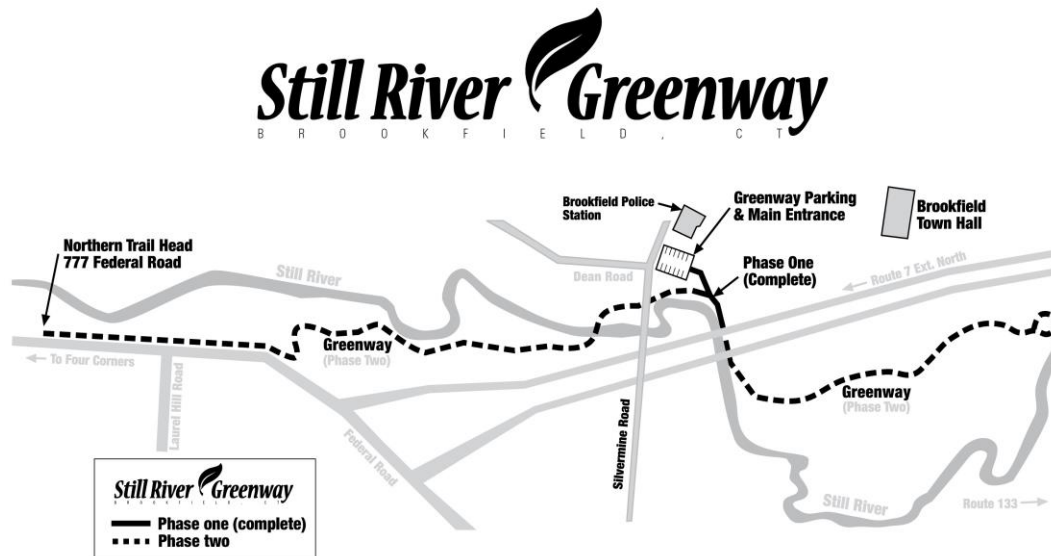 Still River Greenway
BROOKFIELD, CT
Brookfield Police
Station
Greenway Parking
& Main Entrance
Brookfield
Town Hall
Northern Trail Head
777 Federal Road
Still River
Dean Road
Phase One
(Complete)
Route 7 Ext. North
To Four Corners
Greenway
(Phase Two)
Greenway
(Phase Two)
Laurel Hill Road
Federal Road
Silvermine Road
Still River
Route 133
Still River Greenway
BROOKFIELD, CT
Phase one (complete)
Phase two